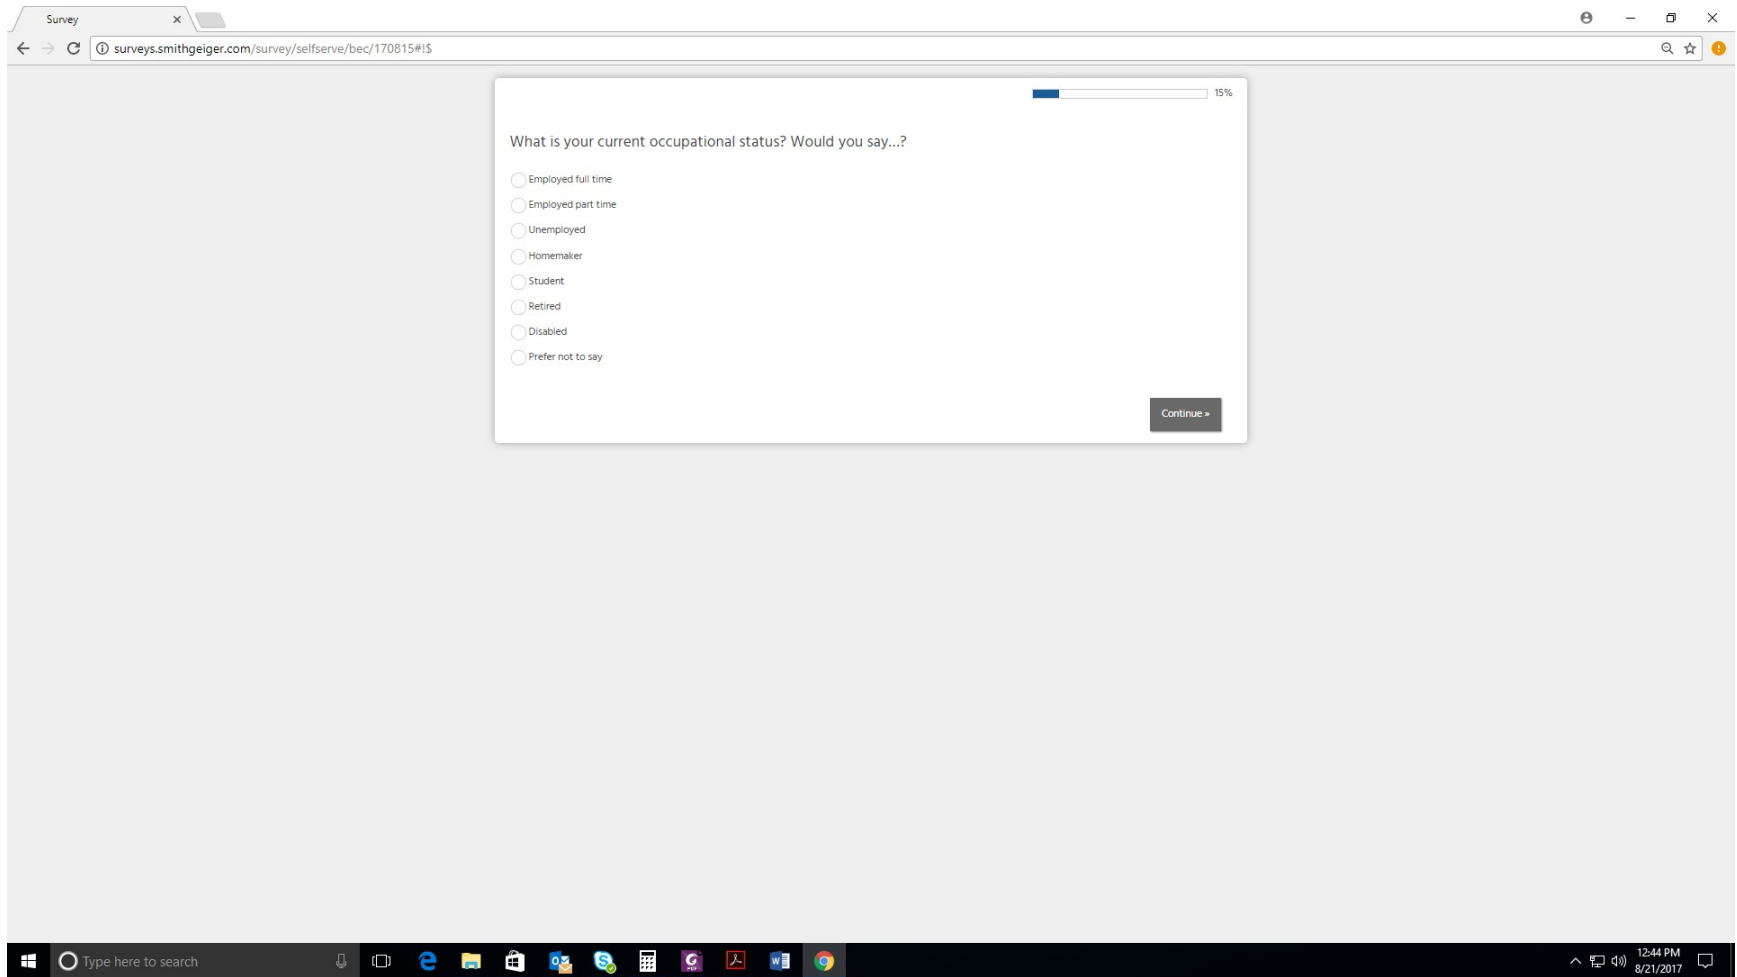 Survey
surveys.smithgeiger.com/survey/selfserve/bec/170815#!$
15%
What is your current occupational status? Would you say...?
Employed full time
Employed part time
Unemployed
Homemaker
Student
Retired
Disabled
Prefer not to say
Continue »
Type here to search
12:44 PM
8/21/2017